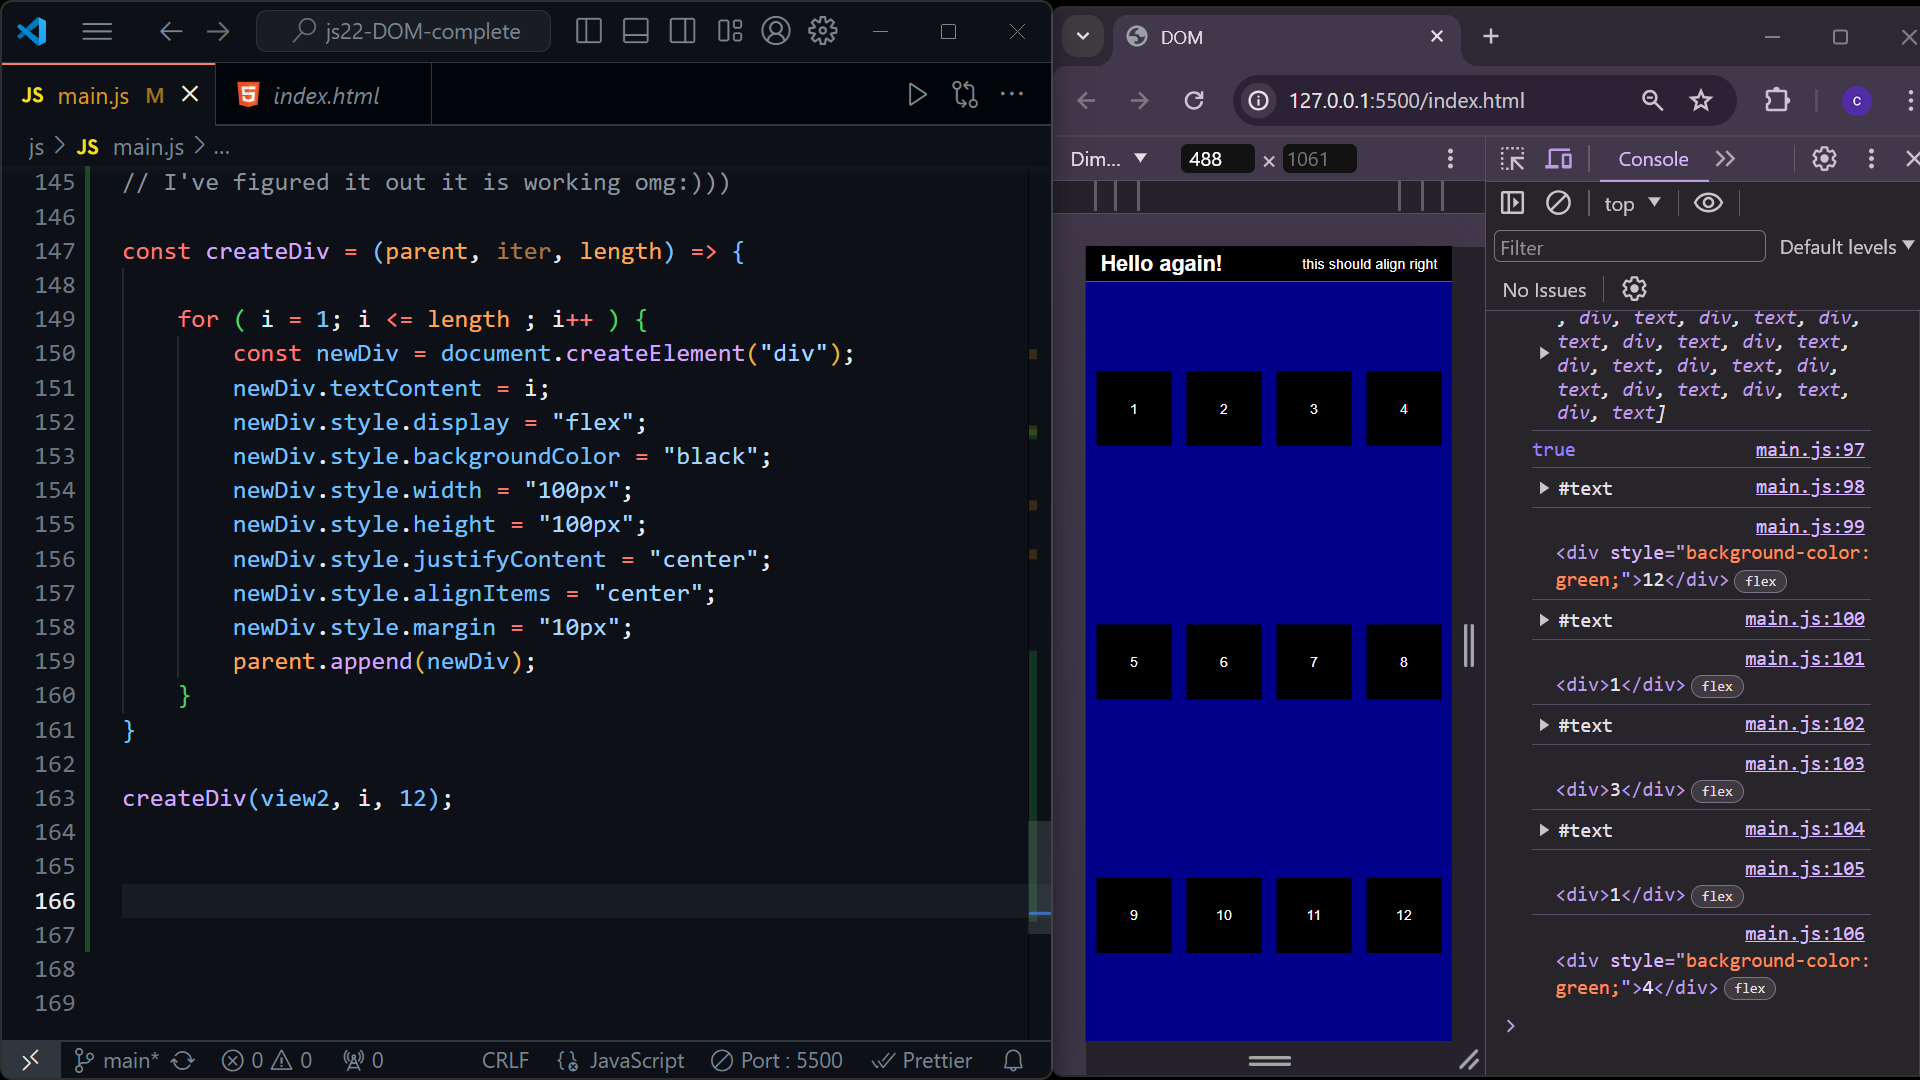 js22-DOM-complete
JS main.js M
index.html
js > JS main.js > ...
145 // I've figured it out it is working omg:)))
146
147 const createDiv = (parent, iter, length) => {
148
149 for ( i = 1; i <= length ; i++ ) {
150 const newDiv = document.createElement("div");
151 newDiv.textContent = i;
152 newDiv.style.display = "flex";
153 newDiv.style.backgroundColor = "black";
154 newDiv.style.width = "100px";
155 newDiv.style.height = "100px";
156 newDiv.style.justifyContent = "center";
157 newDiv.style.alignItems = "center";
158 newDiv.style.margin = "10px";
159 parent.append(newDiv);
160 }
161 }
162
163 createDiv(view2, i, 12);
164
165
166
167
168
169
main* 0 0 0 CRLF JavaScript Port : 5500 Prettier
DOM
127.0.0.1:5500/index.html
c
Dim... 488 × 1061
Hello again! this should align right
1 2 3 4
5 6 7 8
9 10 11 12
Console
top
Filter
Default levels
No Issues
, div, text, div, text, div,
text, div, text, div, text,
div, text, div, text, div,
text, div, text, div, text,
div, text]
true main.js:97
#text main.js:98
main.js:99
<div style="background-color:
green;">12</div> flex
#text main.js:100
main.js:101
<div>1</div> flex
#text main.js:102
main.js:103
<div>3</div> flex
#text main.js:104
main.js:105
<div>1</div> flex
main.js:106
<div style="background-color:
green;">4</div> flex